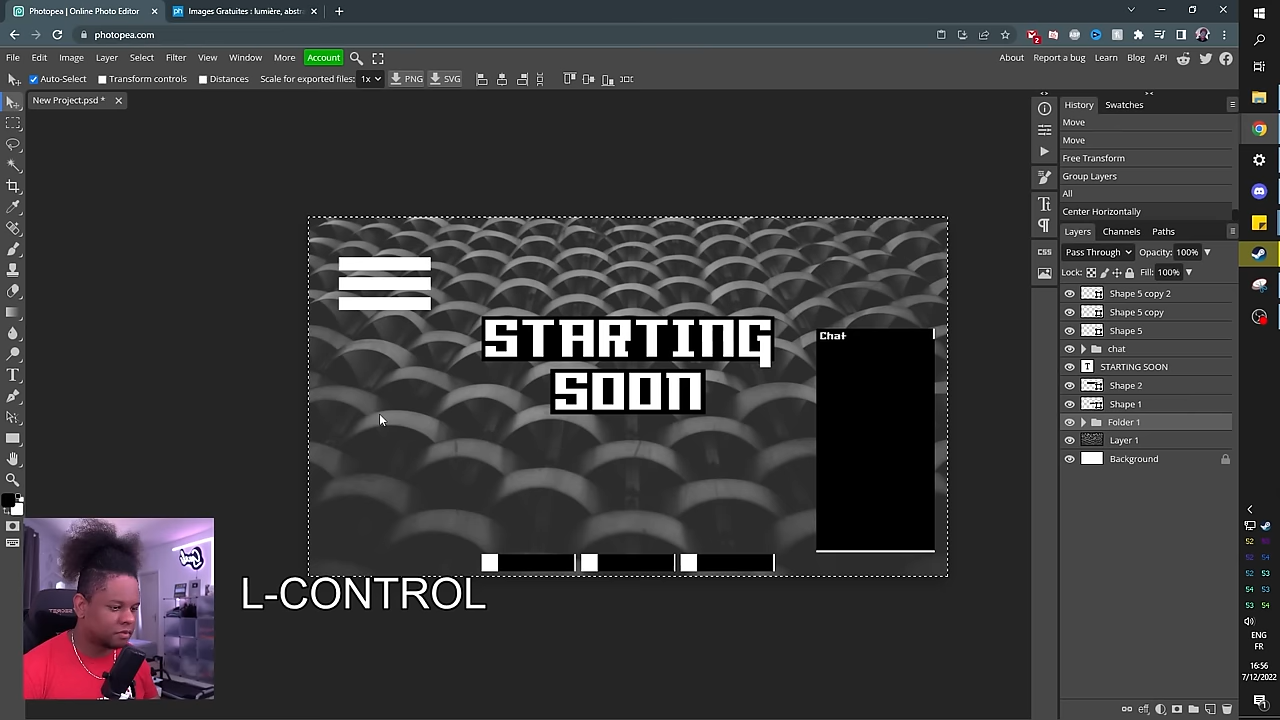 Photopea | Online Photo Editor
Images Gratuites : lumière, abstr
photopea.com
2
File Edit Image Layer Select Filter View Window More Account
About Report a bug Learn Blog API
Auto-Select Transform controls Distances Scale for exported files: 1x PNG SVG
New Project.psd *
History Swatches
Move
Move
Free Transform
Group Layers
All
Center Horizontally
Layers Channels Paths
CSS
Pass Through Opacity: 100%
Lock: Fill: 100%
Shape 5 copy 2
Shape 5 copy
Shape 5
chat
STARTING SOON
Shape 2
Shape 1
Folder 1
Layer 1
Background
STARTING
SOON
Chat
L-CONTROL
eff
ENG
FR
16:56
7/12/2022